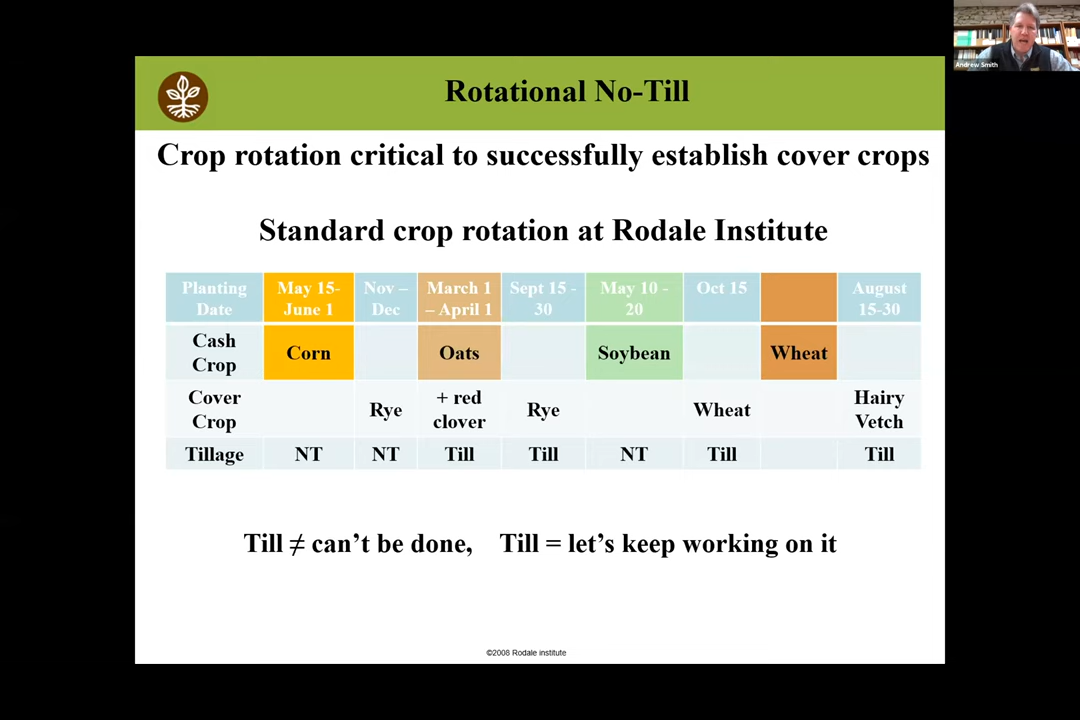 Andrew Smith
Rotational No-Till
Crop rotation critical to successfully establish cover crops
Standard crop rotation at Rodale Institute
Planting Date May 15-June 1 Nov – Dec March 1 – April 1 Sept 15 - 30 May 10 - 20 Oct 15 August 15-30
Cash Crop Corn Oats Soybean Wheat
Cover Crop Rye + red clover Rye Wheat Hairy Vetch
Tillage NT NT Till Till NT Till Till
Till ≠ can’t be done, Till = let’s keep working on it
©2008 Rodale institute